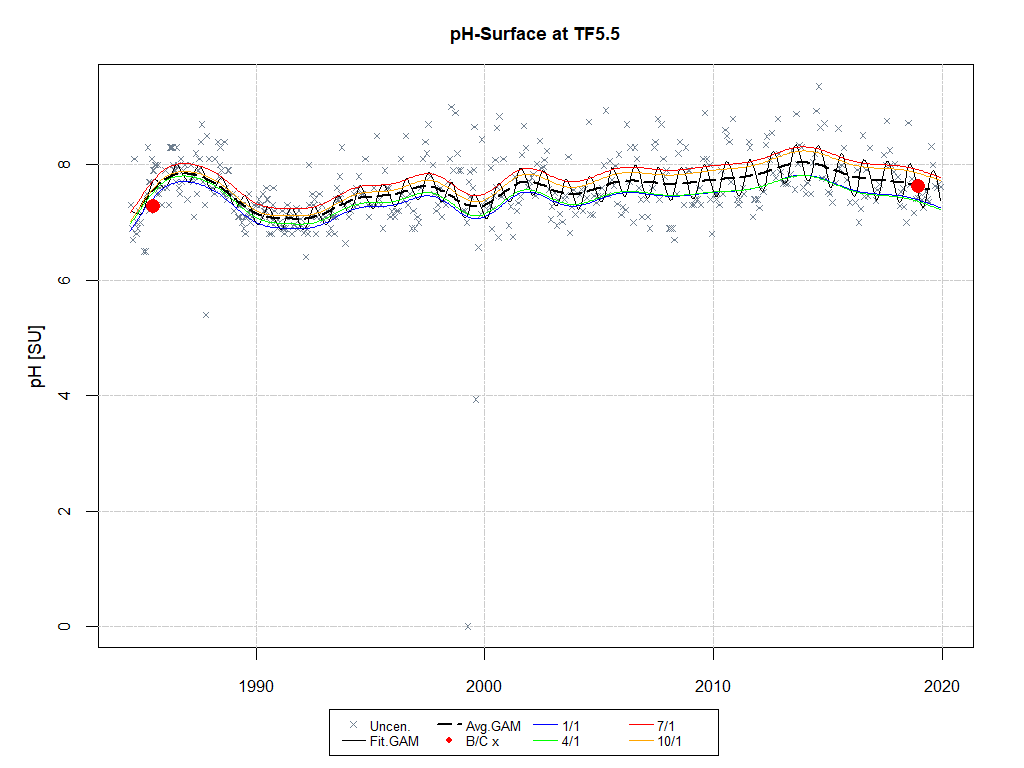 pH-Surface at TF5.5
pH [SU]
8
6
4
2
0
1990 2000 2010 2020
Uncen. Avg.GAM 1/1 7/1
Fit.GAM B/C x 4/1 10/1